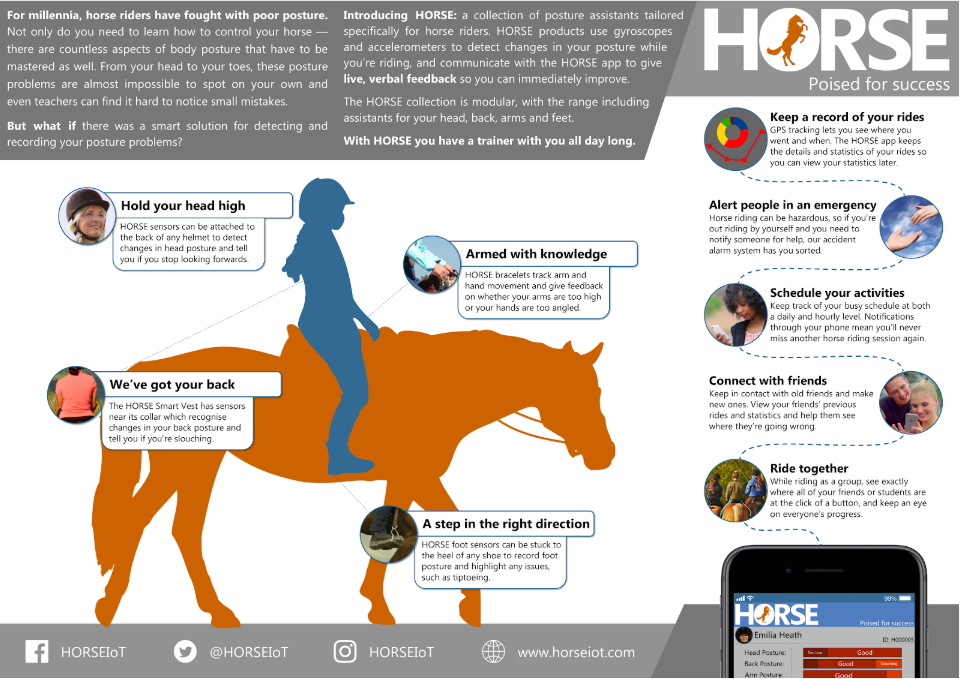 For millennia, horse riders have fought with poor posture.
Not only do you need to learn how to control your horse —
there are countless aspects of body posture that have to be
mastered as well. From your head to your toes, these posture
problems are almost impossible to spot on your own and
even teachers can find it hard to notice small mistakes.
But what if there was a smart solution for detecting and
recording your posture problems?
Introducing HORSE: a collection of posture assistants tailored
specifically for horse riders. HORSE products use gyroscopes
and accelerometers to detect changes in your posture while
you're riding, and communicate with the HORSE app to give
live, verbal feedback so you can immediately improve.
The HORSE collection is modular, with the range including
assistants for your head, back, arms and feet.
With HORSE you have a trainer with you all day long.
HORSE
Poised for success
Hold your head high
HORSE sensors can be attached to
the back of any helmet to detect
changes in head posture and tell
you if you stop looking forwards.
Armed with knowledge
HORSE bracelets track arm and
hand movement and give feedback
on whether your arms are too high
or your hands are too angled.
We've got your back
The HORSE Smart Vest has sensors
near its collar which recognise
changes in your back posture and
tell you if you're slouching.
A step in the right direction
HORSE foot sensors can be stuck to
the heel of any shoe to record foot
posture and highlight any issues,
such as tiptoeing.
Keep a record of your rides
GPS tracking lets you see where you
went and when. The HORSE app keeps
the details and statistics of your rides so
you can view your statistics later.
Alert people in an emergency
Horse riding can be hazardous, so if you're
out riding by yourself and you need to
notify someone for help, our accident
alarm system has you sorted.
Schedule your activities
Keep track of your busy schedule at both
a daily and hourly level. Notifications
through your phone mean you'll never
miss another horse riding session again.
Connect with friends
Keep in contact with old friends and make
new ones. View your friends' previous
rides and statistics and help them see
where they're going wrong.
Ride together
While riding as a group, see exactly
where all of your friends or students are
at the click of a button, and keep an eye
on everyone's progress.
99%
HORSE
Poised for success
Emilia Heath
ID: H000005
Head Posture: Too Low Good
Back Posture: Good Slouching
Arm Posture: Good
HORSEIoT
@HORSEIoT
HORSEIoT
www.horseiot.com